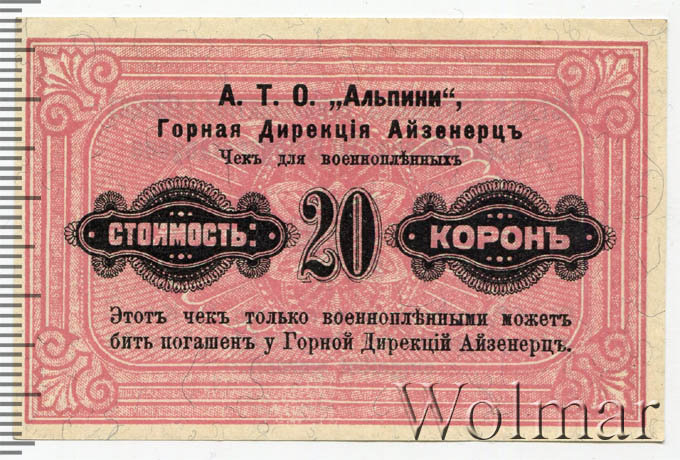 А. Т. О. „Альпини“,
Горная Дирекція Айзенерцъ
Чекъ для военноплѣнныхъ
СТОИМОСТЬ: 20 КОРОНЪ
Этотъ чекъ только военноплѣнными можетъ
бить погашенъ у Горной Дирекцій Айзенерцъ.
Wolmar